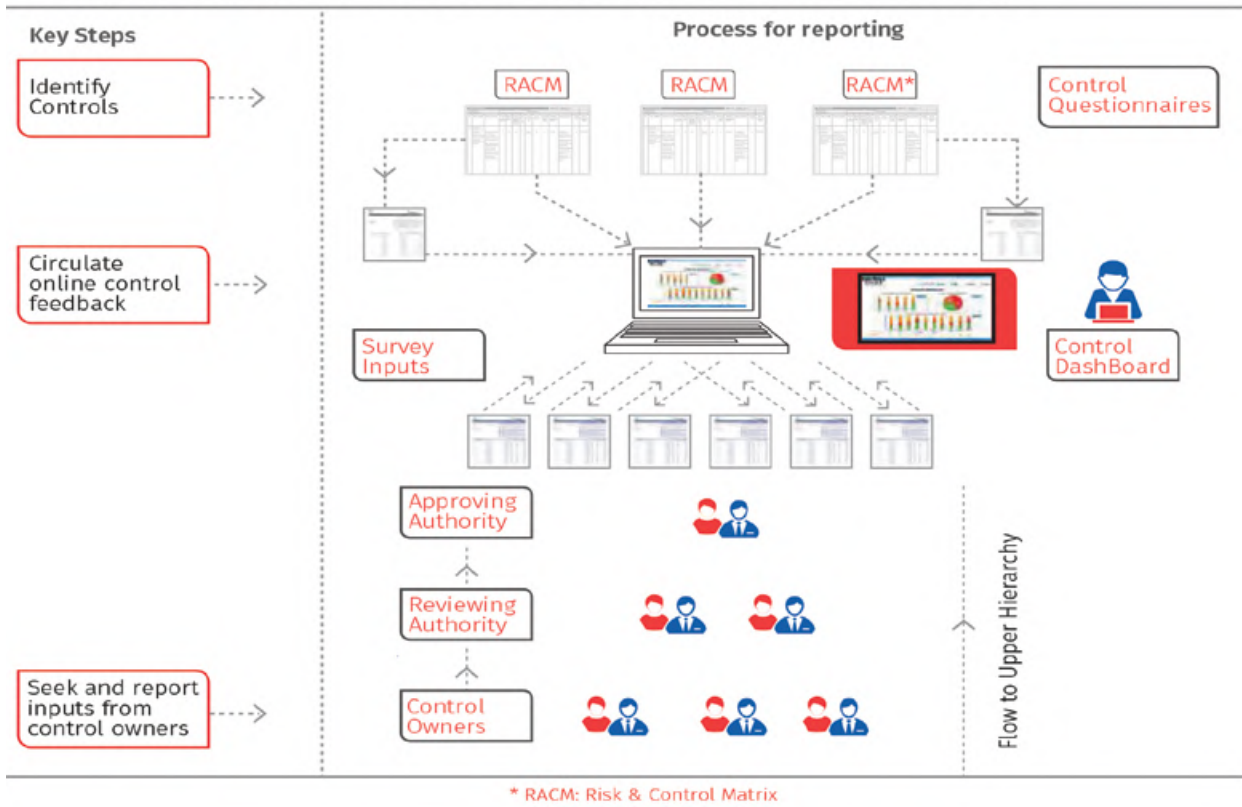 Key Steps
Process for reporting
Identify
Controls
RACM
RACM
RACM*
Control
Questionnaires
Circulate
online control
feedback
Survey
Inputs
Control
DashBoard
Approving
Authority
Reviewing
Authority
Seek and report
inputs from
control owners
Control
Owners
Flow to Upper Hierarchy
* RACM: Risk & Control Matrix